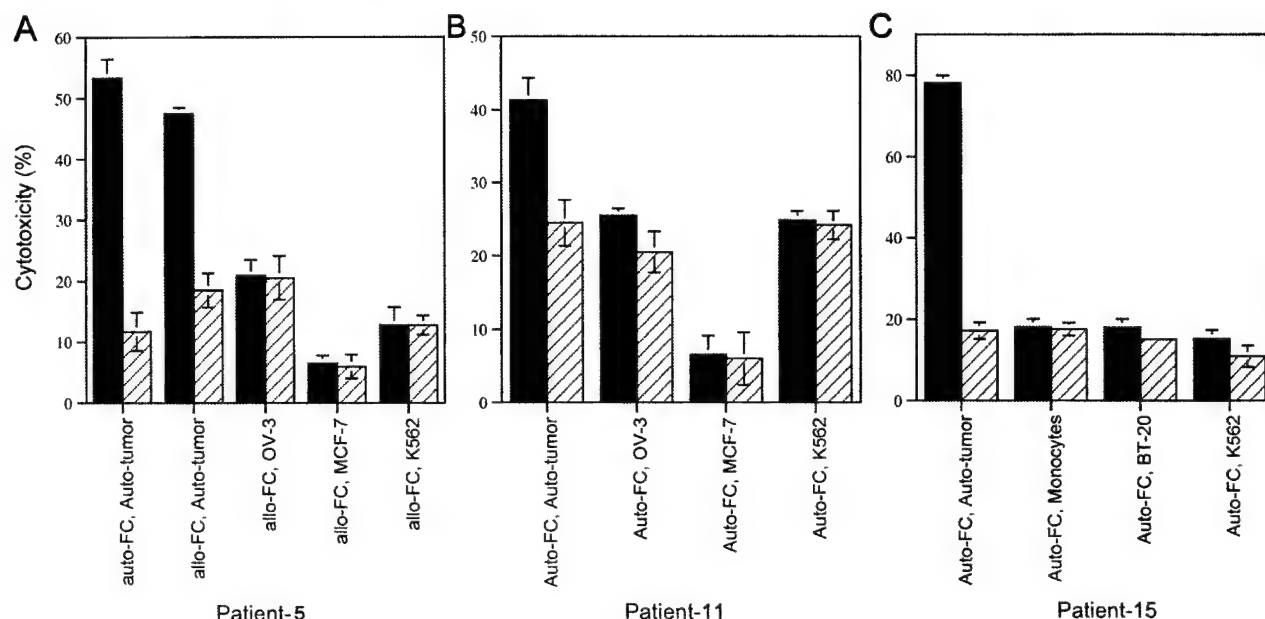 A
B
C
Cytotoxicity (%)
60
50
40
30
20
10
0
50
40
30
20
10
0
80
60
40
20
0
auto-FC, Auto-tumor
allo-FC, Auto-tumor
allo-FC, OV-3
allo-FC, MCF-7
allo-FC, K562
Auto-FC, Auto-tumor
Auto-FC, OV-3
Auto-FC, MCF-7
Auto-FC, K562
Auto-FC, Auto-tumor
Auto-FC, Monocytes
Auto-FC, BT-20
Auto-FC, K562
Patient-5
Patient-11
Patient-15